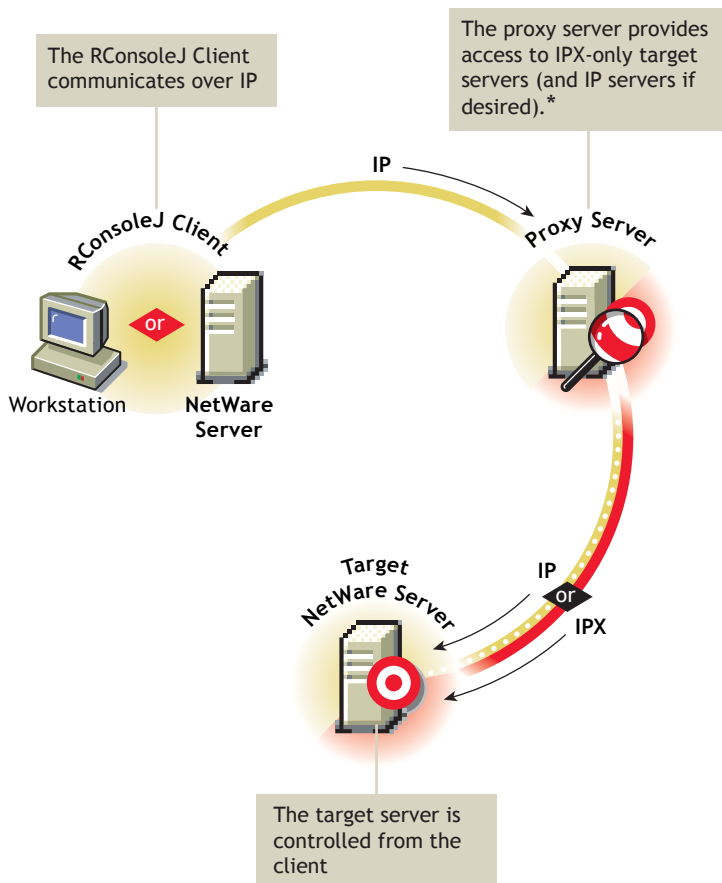 The RConsoleJ Client
communicates over IP
The proxy server provides
access to IPX-only target
servers (and IP servers if
desired).*
IP
RConsoleJ Client
Proxy Server
or
Workstation
NetWare
Server
Target
NetWare Server
IP
or
IPX
The target server is
controlled from the
client